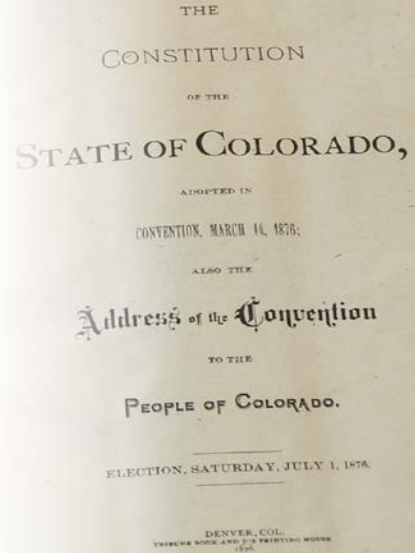 THE
CONSTITUTION
OF THE
STATE OF COLORADO,
ADOPTED IN
CONVENTION, MARCH 14, 1876;
ALSO THE
Address of the Convention
TO THE
PEOPLE OF COLORADO.
ELECTION, SATURDAY, JULY 1, 1876.
DENVER, COL.
TRIBUNE BOOK AND JOB PRINTING HOUSE
1876.